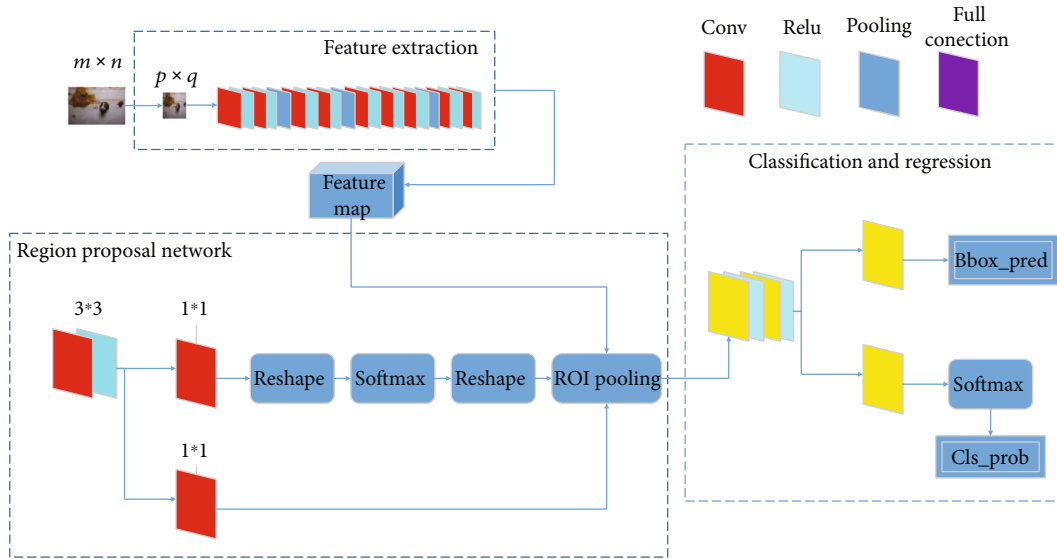 Feature extraction
m × n
p × q
Conv
Relu
Pooling
Full
conection
Feature
map
Classification and regression
Bbox_pred
Softmax
Cls_prob
Region proposal network
3*3
1*1
Reshape
Softmax
Reshape
ROI pooling
1*1